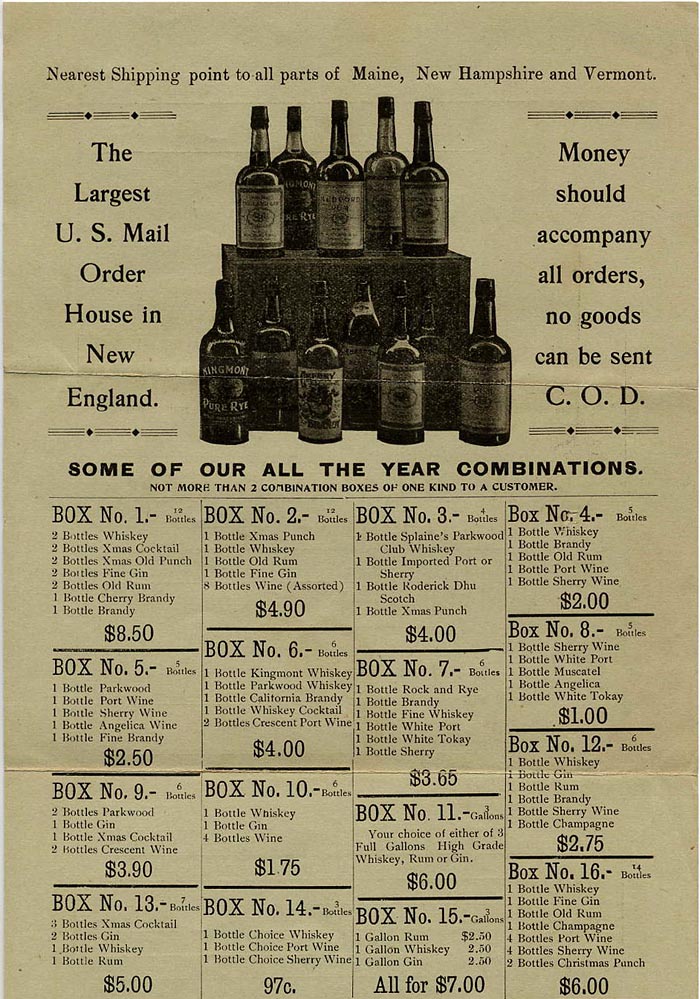 Nearest Shipping point to all parts of Maine, New Hampshire and Vermont.
The
Largest
U. S. Mail
Order
House in
New
England.
Money
should
accompany
all orders,
no goods
can be sent
C. O. D.
KINGMONT
PURE RYE
SOME OF OUR ALL THE YEAR COMBINATIONS.
NOT MORE THAN 2 COMBINATION BOXES OF ONE KIND TO A CUSTOMER.
BOX No. 1.- 12 Bottles
2 Bottles Whiskey
2 Bottles Xmas Cocktail
2 Bottles Xmas Old Punch
2 Bottles Fine Gin
2 Bottles Old Rum
1 Bottle Cherry Brandy
1 Bottle Brandy
$8.50
BOX No. 2.- 12 Bottles
1 Bottle Xmas Punch
1 Bottle Whiskey
1 Bottle Old Rum
1 Bottle Fine Gin
8 Bottles Wine (Assorted)
$4.90
BOX No. 3.- 4 Bottles
1 Bottle Splaine's Parkwood
Club Whiskey
1 Bottle Imported Port or
Sherry
1 Bottle Roderick Dhu
Scotch
1 Bottle Xmas Punch
$4.00
BOX No. 4.- 5 Bottles
1 Bottle Whiskey
1 Bottle Brandy
1 Bottle Old Rum
1 Bottle Port Wine
1 Bottle Sherry Wine
$2.00
BOX No. 5.- 5 Bottles
1 Bottle Parkwood
1 Bottle Port Wine
1 Bottle Sherry Wine
1 Bottle Angelica Wine
1 Bottle Fine Brandy
$2.50
BOX No. 6.- 6 Bottles
1 Bottle Kingmont Whiskey
1 Bottle Parkwood Whiskey
1 Bottle California Brandy
1 Bottle Whiskey Cocktail
2 Bottles Crescent Port Wine
$4.00
BOX No. 7.- 6 Bottles
1 Bottle Rock and Rye
1 Bottle Brandy
1 Bottle Fine Whiskey
1 Bottle White Port
1 Bottle White Tokay
1 Bottle Sherry
$3.65
BOX No. 8.- 5 Bottles
1 Bottle Sherry Wine
1 Bottle White Port
1 Bottle Muscatel
1 Bottle Angelica
1 Bottle White Tokay
$1.00
BOX No. 9.- 6 Bottles
2 Bottles Parkwood
1 Bottle Gin
1 Bottle Xmas Cocktail
2 Bottles Crescent Wine
$3.90
BOX No. 10.- 6 Bottles
1 Bottle Whiskey
1 Bottle Gin
4 Bottles Wine
$1.75
BOX No. 11.- 3 Gallons
Your choice of either of 3
Full Gallons High Grade
Whiskey, Rum or Gin.
$6.00
Box No. 12.- 6 Bottles
1 Bottle Whiskey
1 Bottle Gin
1 Bottle Rum
1 Bottle Brandy
1 Bottle Sherry Wine
1 Bottle Champagne
$2.75
BOX No. 13.- 7 Bottles
3 Bottles Xmas Cocktail
2 Bottles Gin
1 Bottle Whiskey
1 Bottle Rum
$5.00
BOX No. 14.- 3 Bottles
1 Bottle Choice Whiskey
1 Bottle Choice Port Wine
1 Bottle Choice Sherry Wine
97c.
BOX No. 15.- 3 Gallons
1 Gallon Rum $2.50
1 Gallon Whiskey 2.50
1 Gallon Gin 2.50
All for $7.00
Box No. 16.- 14 Bottles
1 Bottle Whiskey
1 Bottle Fine Gin
1 Bottle Old Rum
1 Bottle Champagne
4 Bottles Port Wine
4 Bottles Sherry Wine
2 Bottles Christmas Punch
$6.00